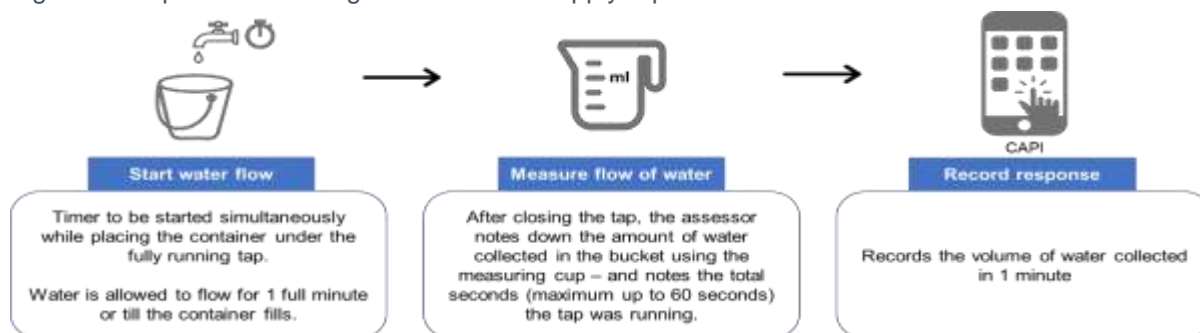 ml
CAPI
Start water flow
Timer to be started simultaneously
while placing the container under the
fully running tap.
Water is allowed to flow for 1 full minute
or till the container fills.
Measure flow of water
After closing the tap, the assessor
notes down the amount of water
collected in the bucket using the
measuring cup – and notes the total
seconds (maximum up to 60 seconds)
the tap was running.
Record response
Records the volume of water collected
in 1 minute